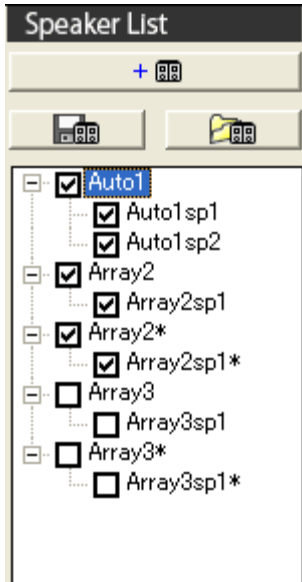 Speaker List
+
Auto1
Auto1sp1
Auto1sp2
Array2
Array2sp1
Array2*
Array2sp1*
Array3
Array3sp1
Array3*
Array3sp1*